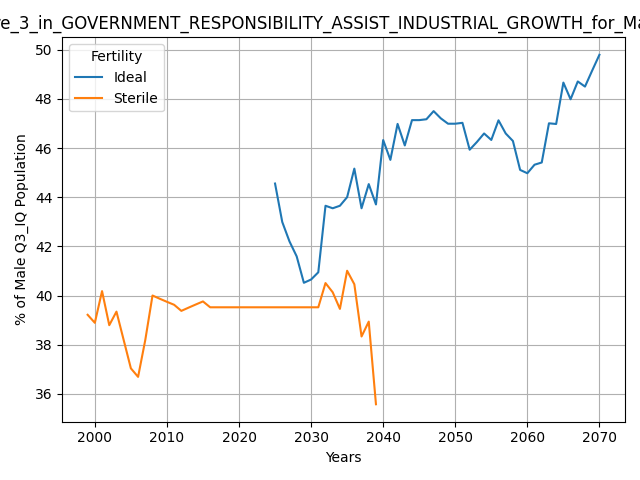 e_3_in_GOVERNMENT_RESPONSIBILITY_ASSIST_INDUSTRIAL_GROWTH_for_Ma
Fertility
Ideal
Sterile
50
48
46
44
42
40
38
36
% of Male Q3_IQ Population
2000 2010 2020 2030 2040 2050 2060 2070
Years